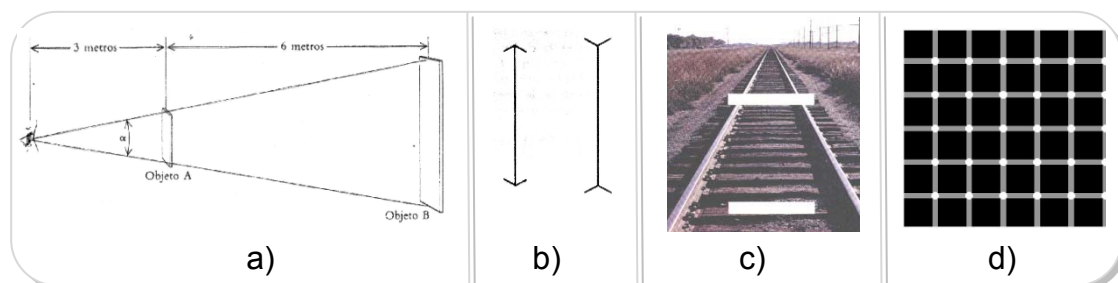 3 metros
6 metros
α
Objeto A
Objeto B
a)
b)
c)
d)